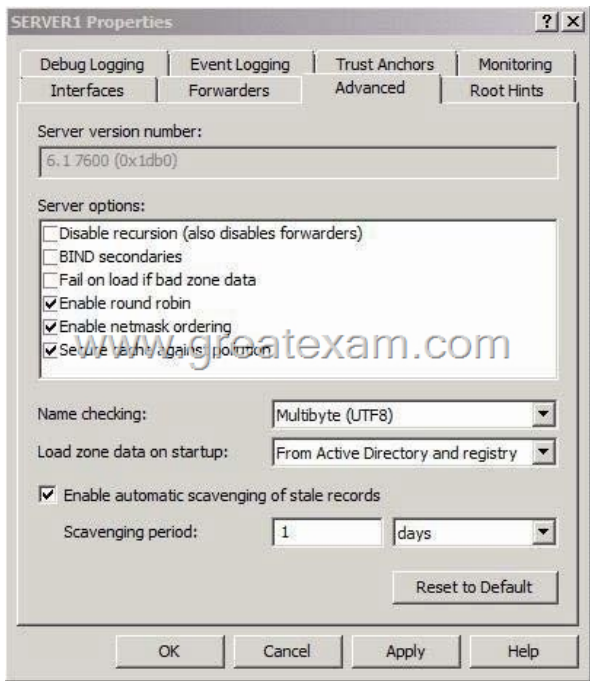 SERVER1 Properties
Debug Logging Event Logging Trust Anchors Monitoring
Interfaces Forwarders Advanced Root Hints
Server version number:
6.1 7600 (0x1db0)
Server options:
Disable recursion (also disables forwarders)
BIND secondaries
Fail on load if bad zone data
Enable round robin
Enable netmask ordering
www.greatexam.com
Secure cache against pollution
Name checking: Multibyte (UTF8)
Load zone data on startup: From Active Directory and registry
Enable automatic scavenging of stale records
Scavenging period: 1 days
Reset to Default
OK Cancel Apply Help